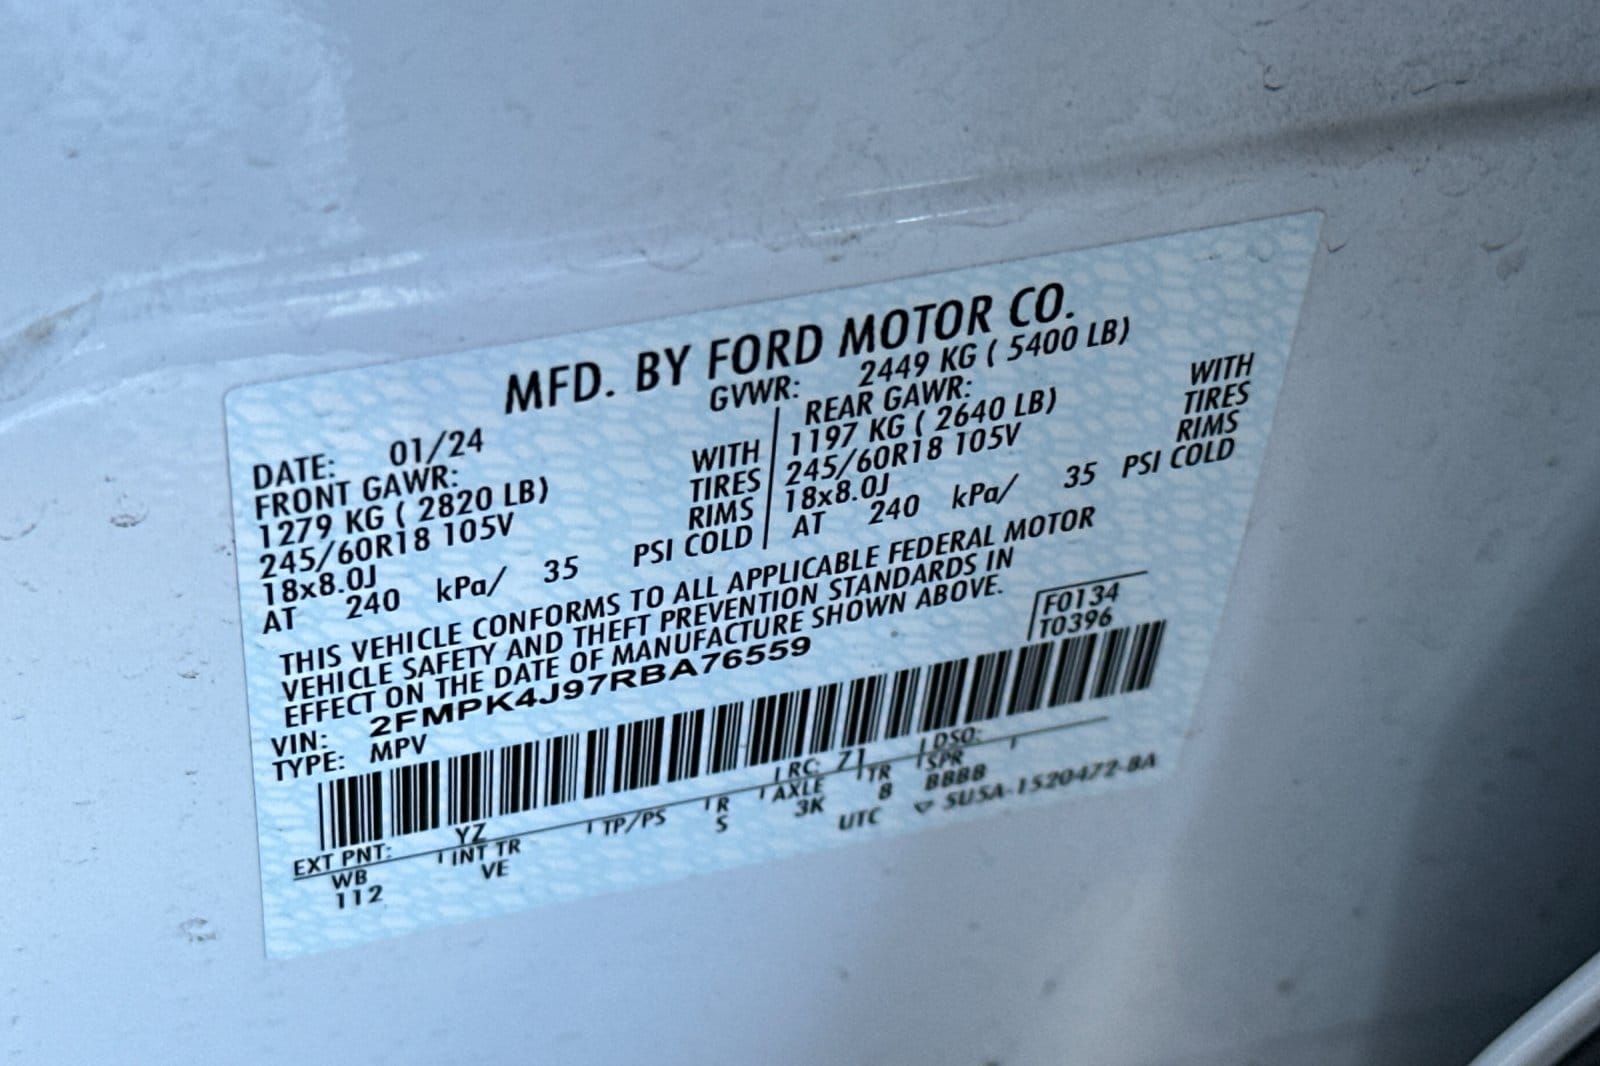 MFD. BY FORD MOTOR CO.
DATE: 01/24 GVWR: 2449 KG ( 5400 LB)
FRONT GAWR: REAR GAWR:
1279 KG ( 2820 LB) WITH 1197 KG ( 2640 LB) WITH
245/60R18 105V TIRES 245/60R18 105V TIRES
18x8.0J RIMS 18x8.0J RIMS
AT 240 kPa/ 35 PSI COLD AT 240 kPa/ 35 PSI COLD
THIS VEHICLE CONFORMS TO ALL APPLICABLE FEDERAL MOTOR
VEHICLE SAFETY AND THEFT PREVENTION STANDARDS IN
EFFECT ON THE DATE OF MANUFACTURE SHOWN ABOVE.
F0134
VIN: 2FMPK4J97RBA76559 T0396
TYPE: MPV
EXT PNT: YZ RC: 71 DSO:
WB INT TR TP/PS R AXLE TR SPR
112 VE S 3K 8 BBBB
UTC ▽ SU5A-1520472-BA